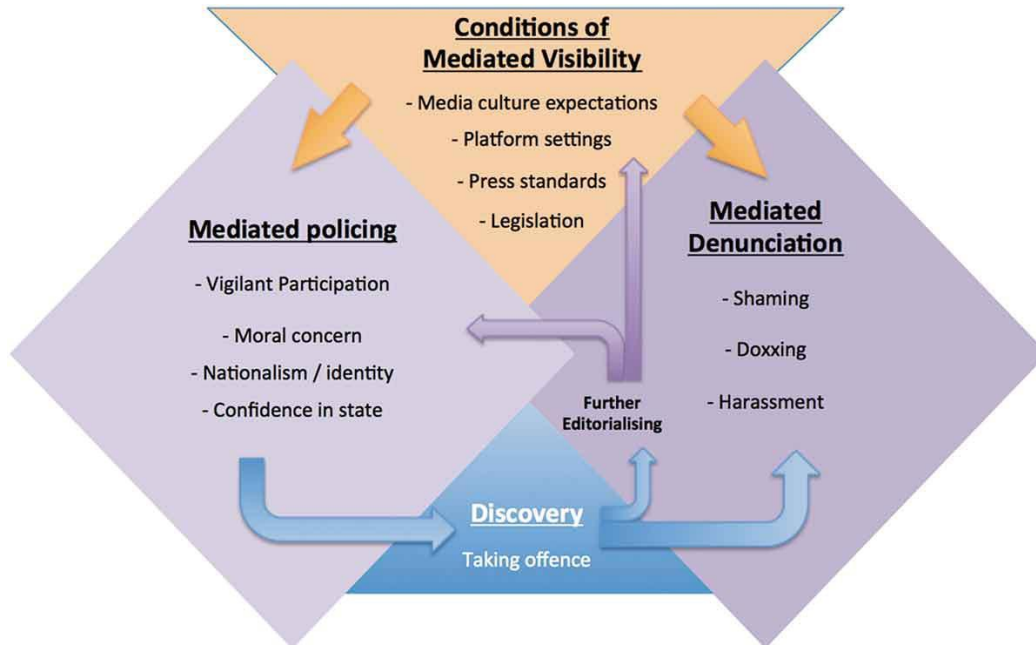 Conditions of
Mediated Visibility
- Media culture expectations
- Platform settings
- Press standards
- Legislation
Mediated policing
- Vigilant Participation
- Moral concern
- Nationalism / identity
- Confidence in state
Mediated
Denunciation
- Shaming
- Doxxing
- Harassment
Further
Editorialising
Discovery
Taking offence